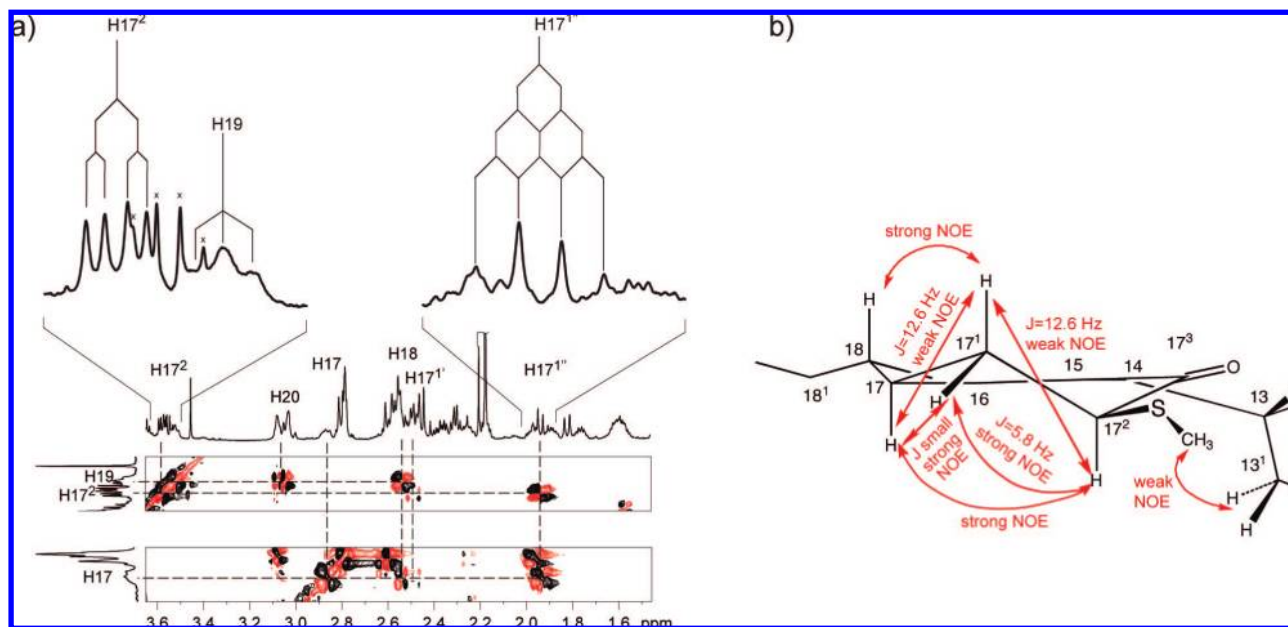 a)
H17²
H17¹"
b)
H19
x
x
x
x
H17²
H20
H17
H18
H17¹'
H17¹"
H19
H17²
H17
3.6 3.4 3.0 2.8 2.6 2.4 2.2 2.0 1.8 1.6 ppm
strong NOE
H
H
J=12.6 Hz
weak NOE
J=12.6 Hz
weak NOE
17¹
17³
18
15
14
O
18¹
17
H
16
S
13
17²
CH₃
H
J small
strong
NOE
J=5.8 Hz
strong NOE
H
13¹
weak
NOE
H
H
strong NOE